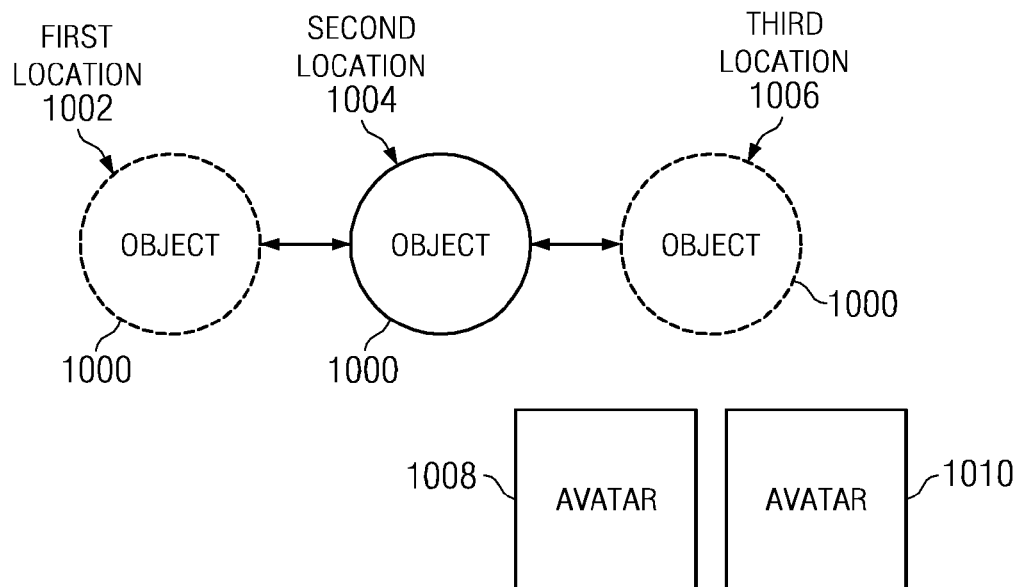 FIRST
LOCATION
1002
SECOND
LOCATION
1004
THIRD
LOCATION
1006
OBJECT
OBJECT
OBJECT
1000
1000
1000
1008
AVATAR
AVATAR
1010